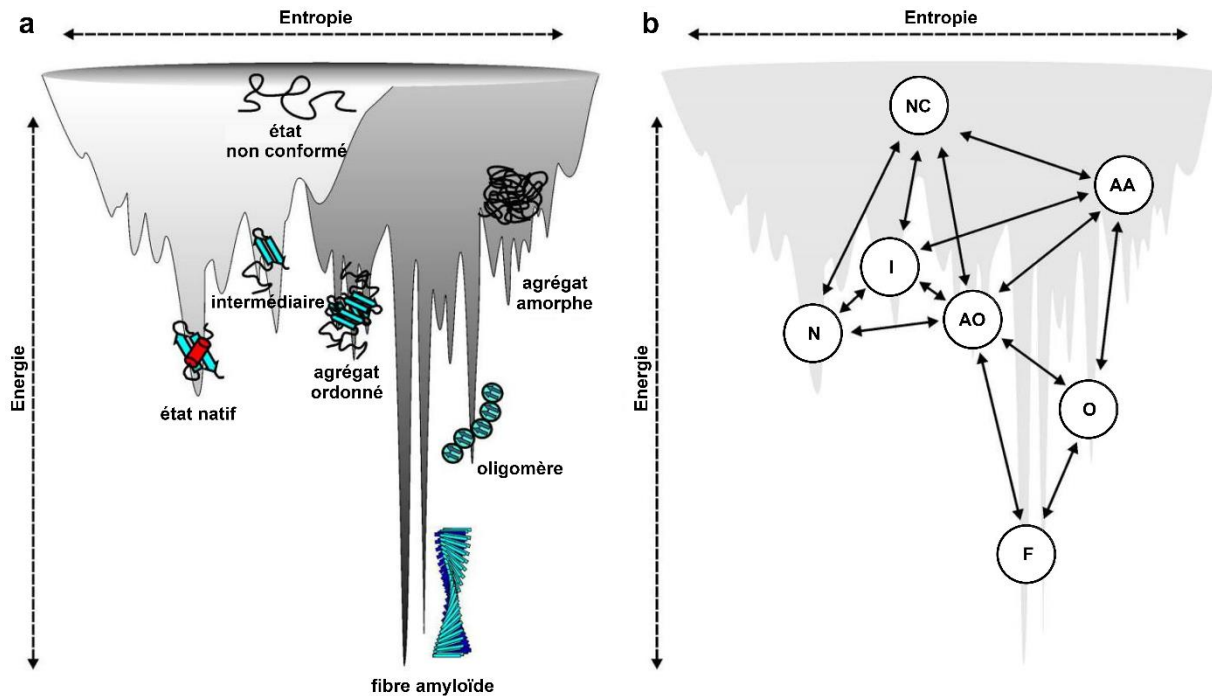 a
Entropie
Energie
état
non conformé
intermédiaire
état natif
agrégat
ordonné
agrégat
amorphe
oligomère
fibre amyloïde
b
Entropie
Energie
NC
AA
I
N
AO
O
F